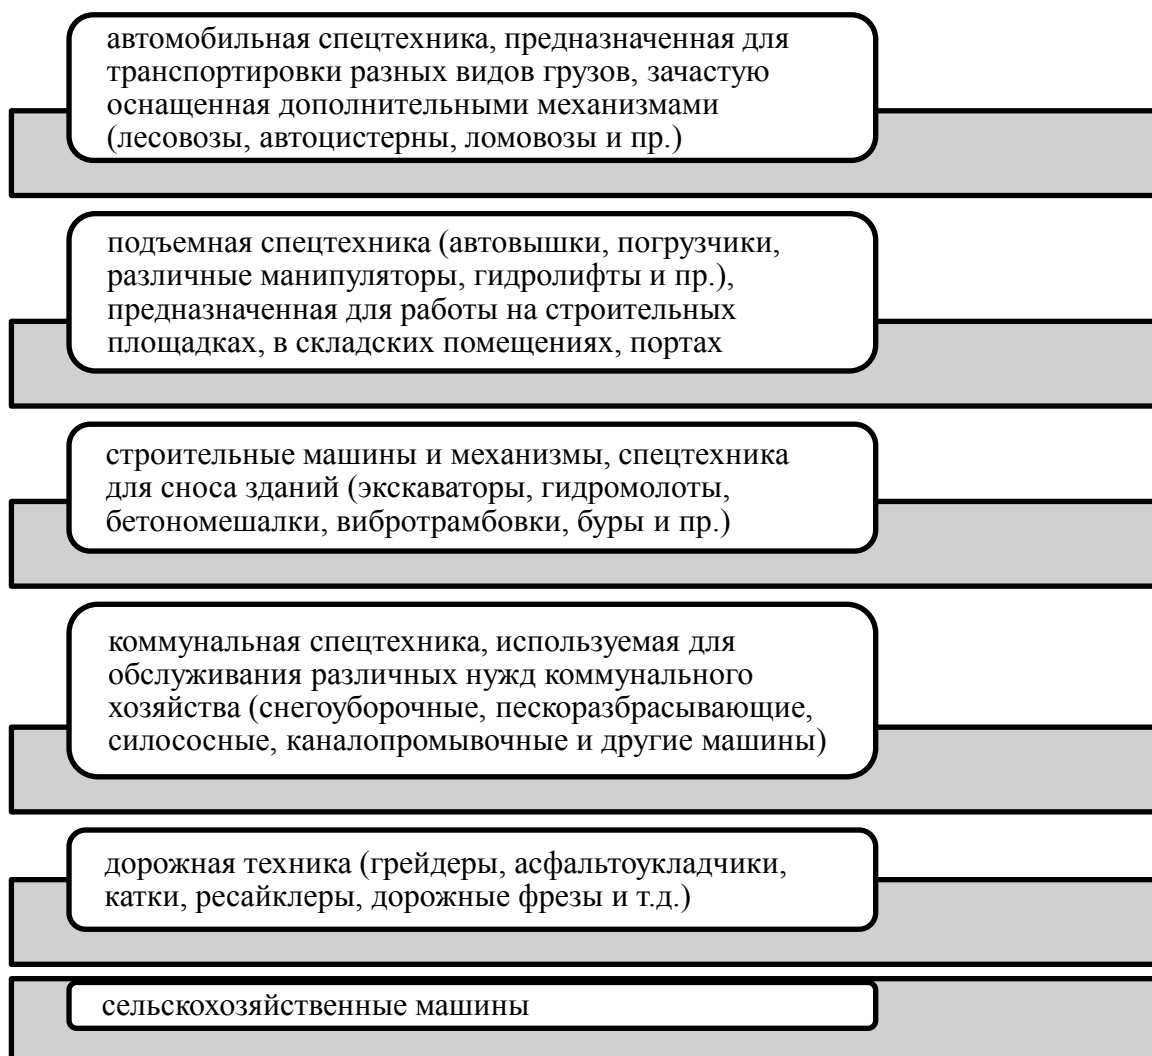 автомобильная спецтехника, предназначенная для
транспортировки разных видов грузов, зачастую
оснащенная дополнительными механизмами
(лесовозы, автоцистерны, ломовозы и пр.)
подъемная спецтехника (автовышки, погрузчики,
различные манипуляторы, гидролифты и пр.),
предназначенная для работы на строительных
площадках, в складских помещениях, портах
строительные машины и механизмы, спецтехника
для сноса зданий (экскаваторы, гидромолоты,
бетономешалки, вибротрамбовки, буры и пр.)
коммунальная спецтехника, используемая для
обслуживания различных нужд коммунального
хозяйства (снегоуборочные, пескоразбрасывающие,
силососные, каналопромывочные и другие машины)
дорожная техника (грейдеры, асфальтоукладчики,
катки, ресайклеры, дорожные фрезы и т.д.)
сельскохозяйственные машины